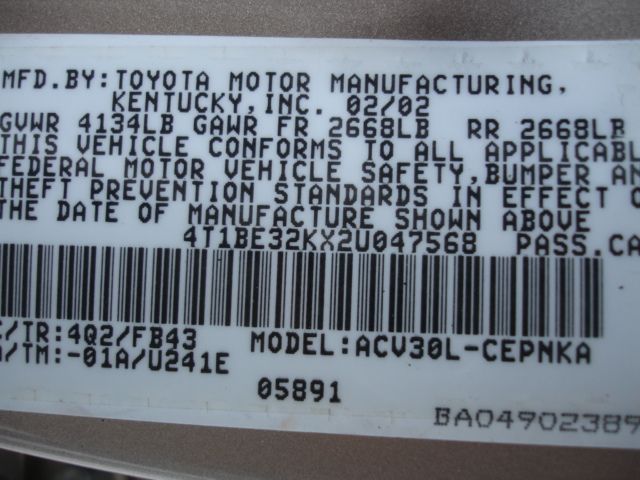 MFD.BY:TOYOTA MOTOR MANUFACTURING,
KENTUCKY,INC. 02/02
GVWR 4134LB GAWR FR 2668LB RR 2668LB
THIS VEHICLE CONFORMS TO ALL APPLICABL
FEDERAL MOTOR VEHICLE SAFETY,BUMPER AN
THEFT PREVENTION STANDARDS IN EFFECT O
THE DATE OF MANUFACTURE SHOWN ABOVE
4T1BE32KX2U047568 PASS.CA
C/TR:4Q2/FB43 MODEL:ACV30L-CEPNKA
A/TM:-01A/U241E
05891
BA04902389